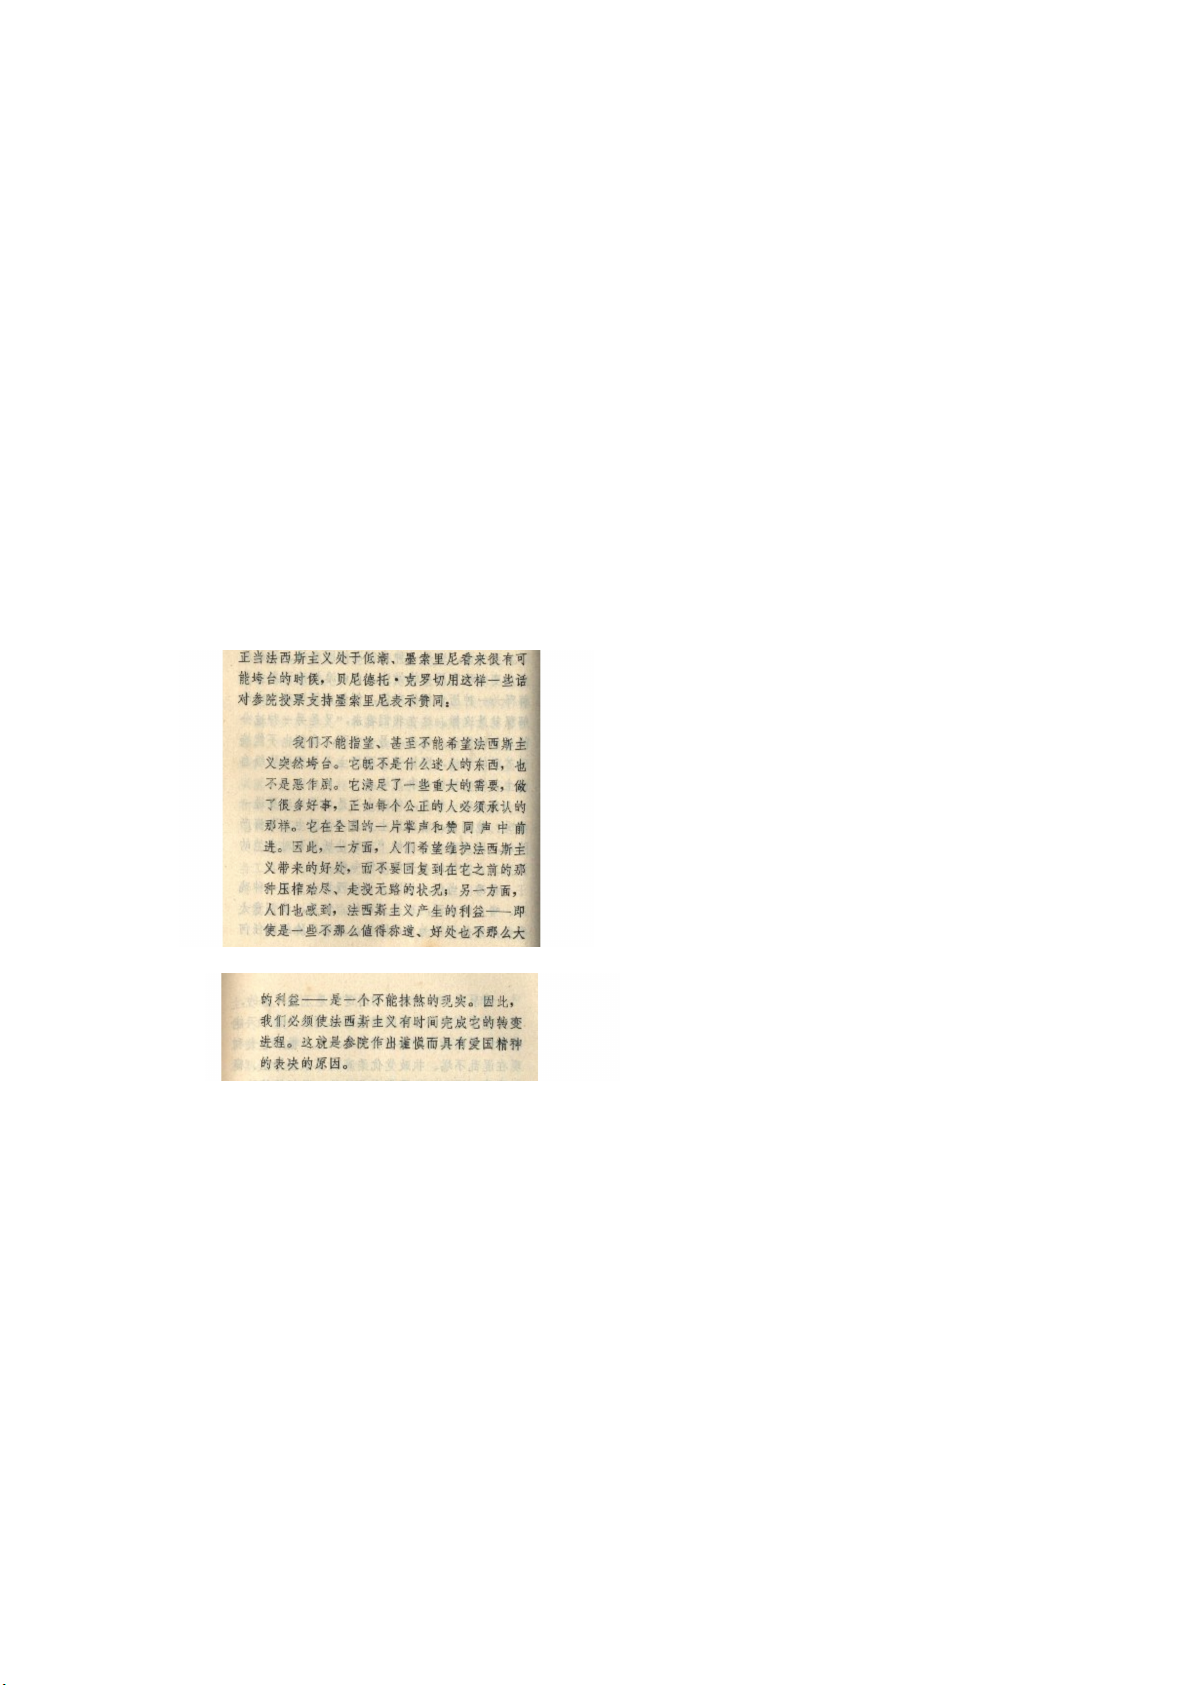 正当法西斯主义处于低潮、墨索里尼看来很有可
能垮台的时候，贝尼德托·克罗切用这样一些话
对参院投票支持墨索里尼表示赞同：
我们不能指望、甚至不能希望法西斯主
义突然垮台。它既不是什么迷人的东西，也
不是恶作剧。它满足了一些重大的需要，做
了很多好事，正如每个公正的人必须承认的
那样。它在全国的一片掌声和赞同声中前
进。因此，一方面，人们希望维护法西斯主
义带来的好处，而不要回复到在它之前的那
种压榨殆尽、走投无路的状况；另一方面，
人们也感到，法西斯主义产生的利益——即
使是一些不那么值得称道、好处也不那么大
的利益——是一个不能抹煞的现实。因此，
我们必须使法西斯主义有时间完成它的转变
进程。这就是参院作出谨慎而具有爱国精神
的表决的原因。